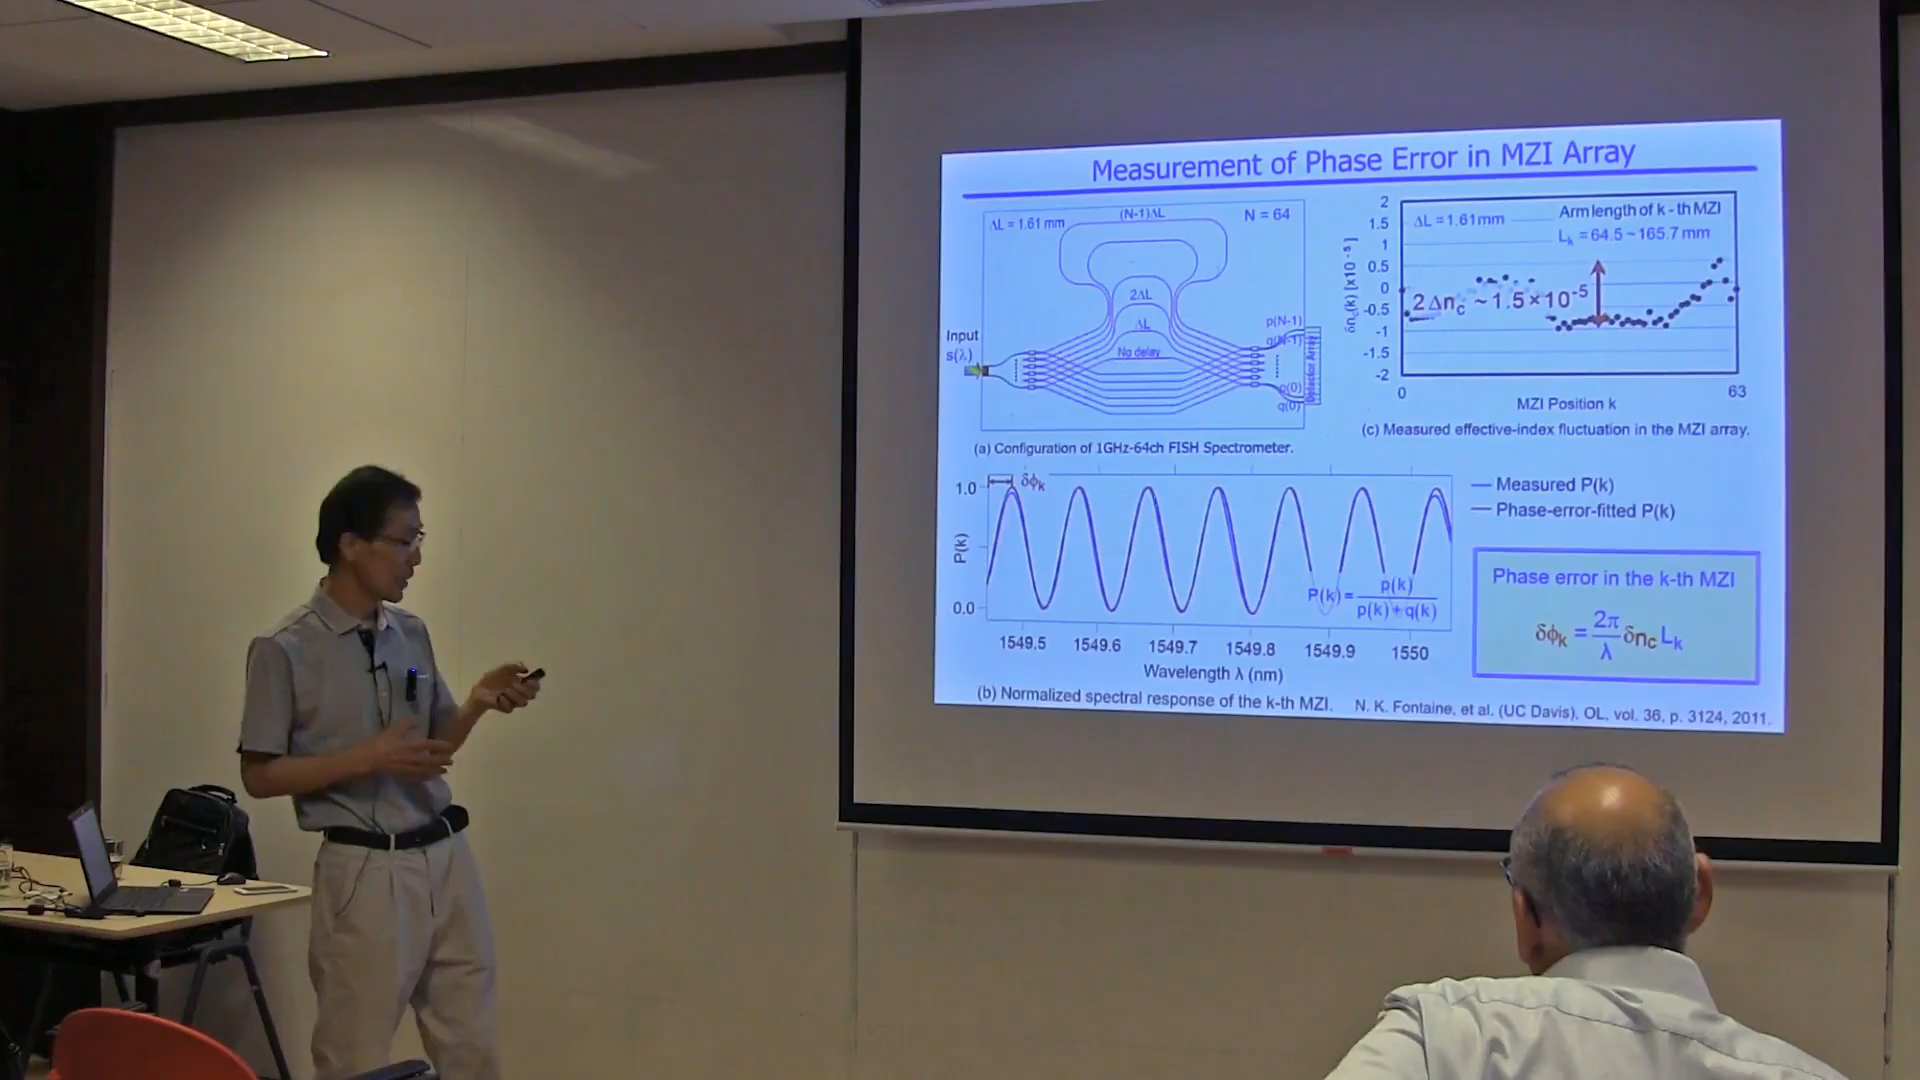 Measurement of Phase Error in MZI Array
ΔL = 1.61 mm
(N-1)ΔL
N = 64
2ΔL
ΔL
No delay
Input
s(λ)
p(N-1)
q(N-1)
p(0)
q(0)
Detector Array
(a) Configuration of 1GHz-64ch FISH Spectrometer.
2
1.5
1
0.5
0
-0.5
-1
-1.5
-2
δn_c(k) [x10⁻⁵]
ΔL = 1.61mm
Arm length of k - th MZI
L_k = 64.5 ~ 165.7 mm
2Δn_c ~ 1.5 × 10⁻⁵
0
63
MZI Position k
(c) Measured effective-index fluctuation in the MZI array.
δϕ_k
1.0
0.0
P(k)
P(k) = p(k) / p(k) + q(k)
1549.5 1549.6 1549.7 1549.8 1549.9 1550
Wavelength λ (nm)
(b) Normalized spectral response of the k-th MZI.
Measured P(k)
Phase-error-fitted P(k)
Phase error in the k-th MZI
δϕ_k = 2π/λ δn_c L_k
N. K. Fontaine, et al. (UC Davis), OL, vol. 36, p. 3124, 2011.